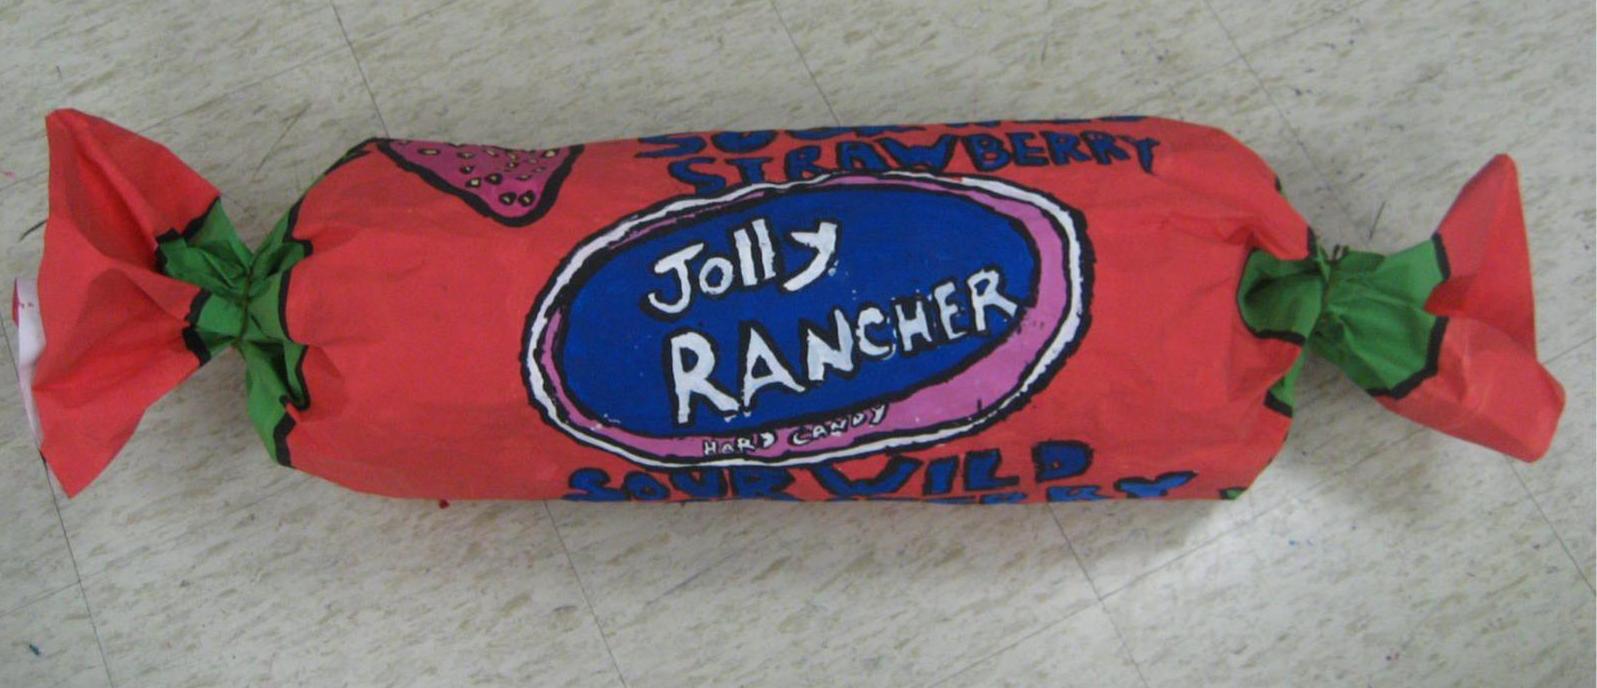 STRAWBERRY
Jolly
RANCHER
HARD CANDY
SOUR WILD